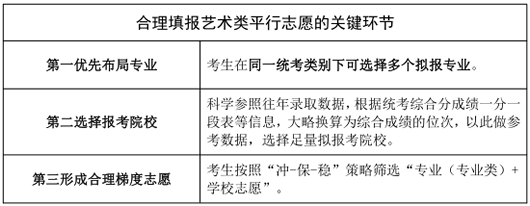 合理填报艺术类平行志愿的关键环节
第一优先布局专业
考生在同一统考类别下可选择多个拟报专业。
第二选择报考院校
科学参照往年录取数据，根据统考综合分成绩一分一
段表等信息，大略换算为综合成绩的位次，以此做参
考数据，选择足量拟报考院校。
第三形成合理梯度志愿
考生按照“冲-保-稳”策略筛选“专业（专业类）+
学校志愿”。